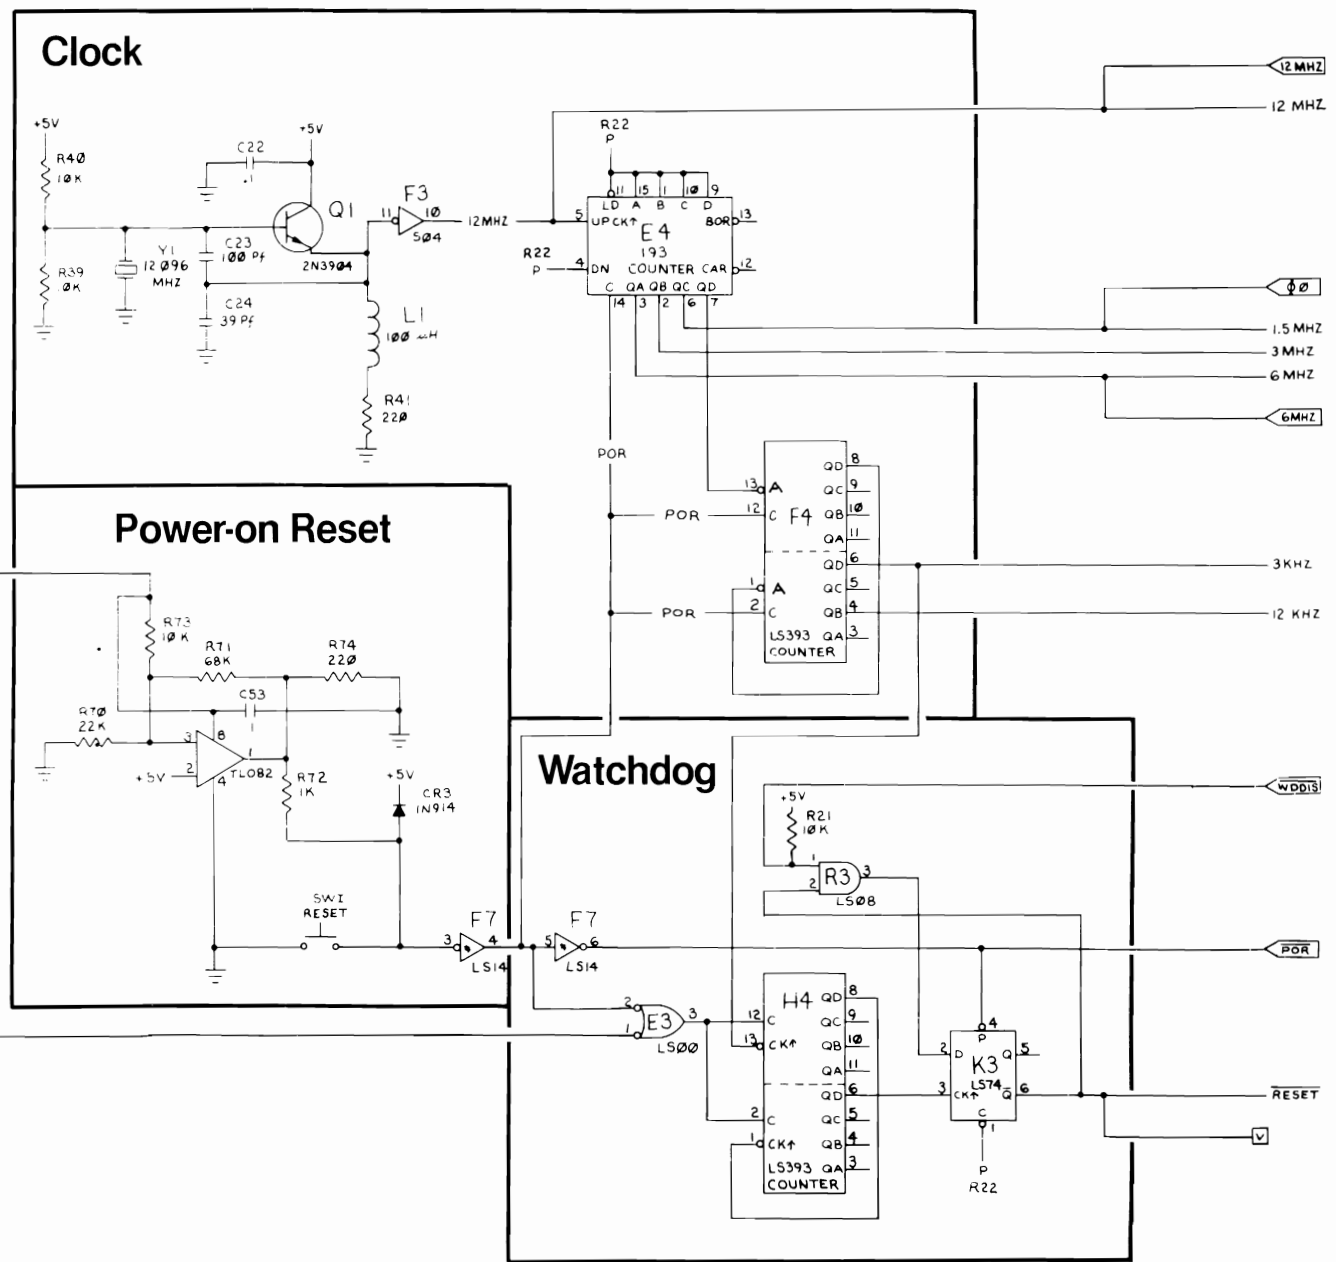 Clock
12MHZ
12 MHZ
+5V
R40
10K
C22
.1
+5V
Q1
2N3904
F3
11
10
S04
12MHZ
R22
P
11 15 1 10 9
LD A B C D
5 UPCK↑
BOR 13
E4
193
R22
P
4 DN
COUNTER CAR 12
C QA QB QC QD
14 3 2 6 7
R39
Y1
12 096
MHZ
C23
100 Pf
C24
39 Pf
L1
100 µH
R41
220
Φ0
1.5 MHZ
3 MHZ
6 MHZ
6MHZ
POR
QD 8
13 A QC 9
POR 12 C F4 QB 10
QA 11
QD 6
3KHZ
1 A QC 5
POR 2 C QB 4
12 KHZ
LS393 QA 3
COUNTER
Power-on Reset
R73
10K
R71
68K
R74
220
C53
R70
22K
3
8
1
+5V 2
4
TL082
R72
1K
+5V
CR3
1N914
SW1
RESET
3 F7 4
LS14
5 F7 6
LS14
Watchdog
WDDIS
+5V
R21
10K
1
2
R3 3
LS08
POR
2
1
E3 3
LS00
H4 QD 8
12 C QC 9
13 CK↑ QB 10
QA 11
QD 6
2 C QC 5
1 CK↑ QB 4
LS393 QA 3
COUNTER
4
P
2 D Q 5
K3
LS74
3 CK↑ Q 6
C
1
P
R22
RESET
V